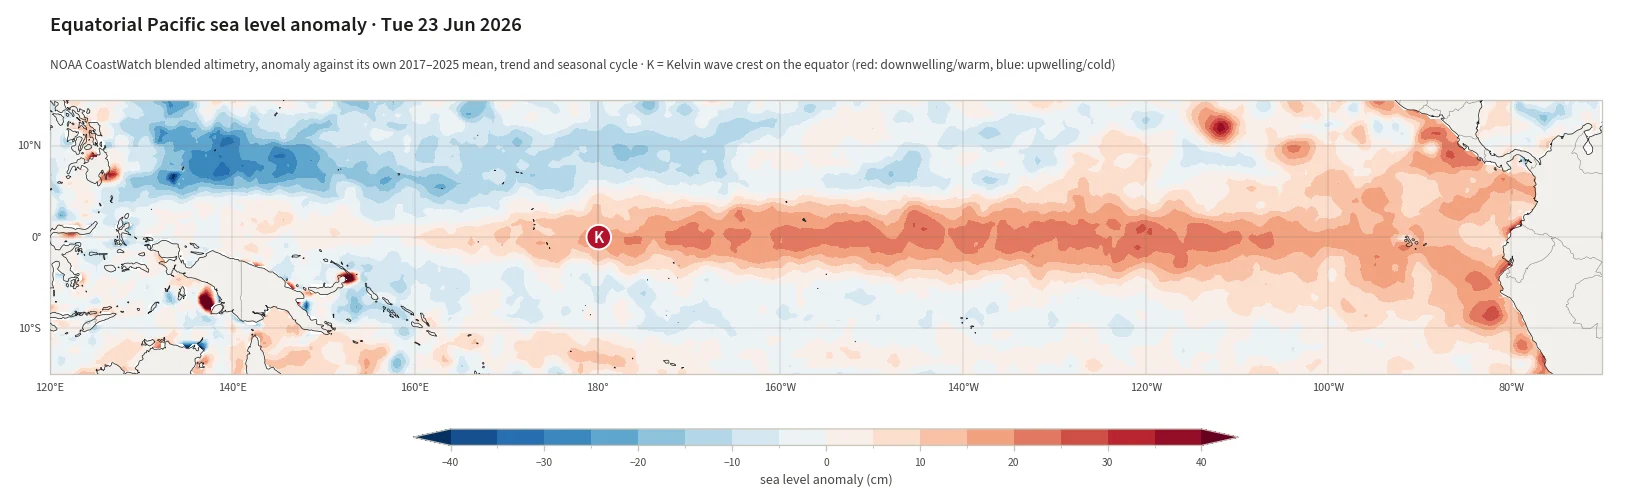 Equatorial Pacific sea level anomaly · Tue 23 Jun 2026
NOAA CoastWatch blended altimetry, anomaly against its own 2017–2025 mean, trend and seasonal cycle · K = Kelvin wave crest on the equator (red: downwelling/warm, blue: upwelling/cold)
10°N
0°
K
10°S
120°E 140°E 160°E 180° 160°W 140°W 120°W 100°W 80°W
−40 −30 −20 −10 0 10 20 30 40
sea level anomaly (cm)